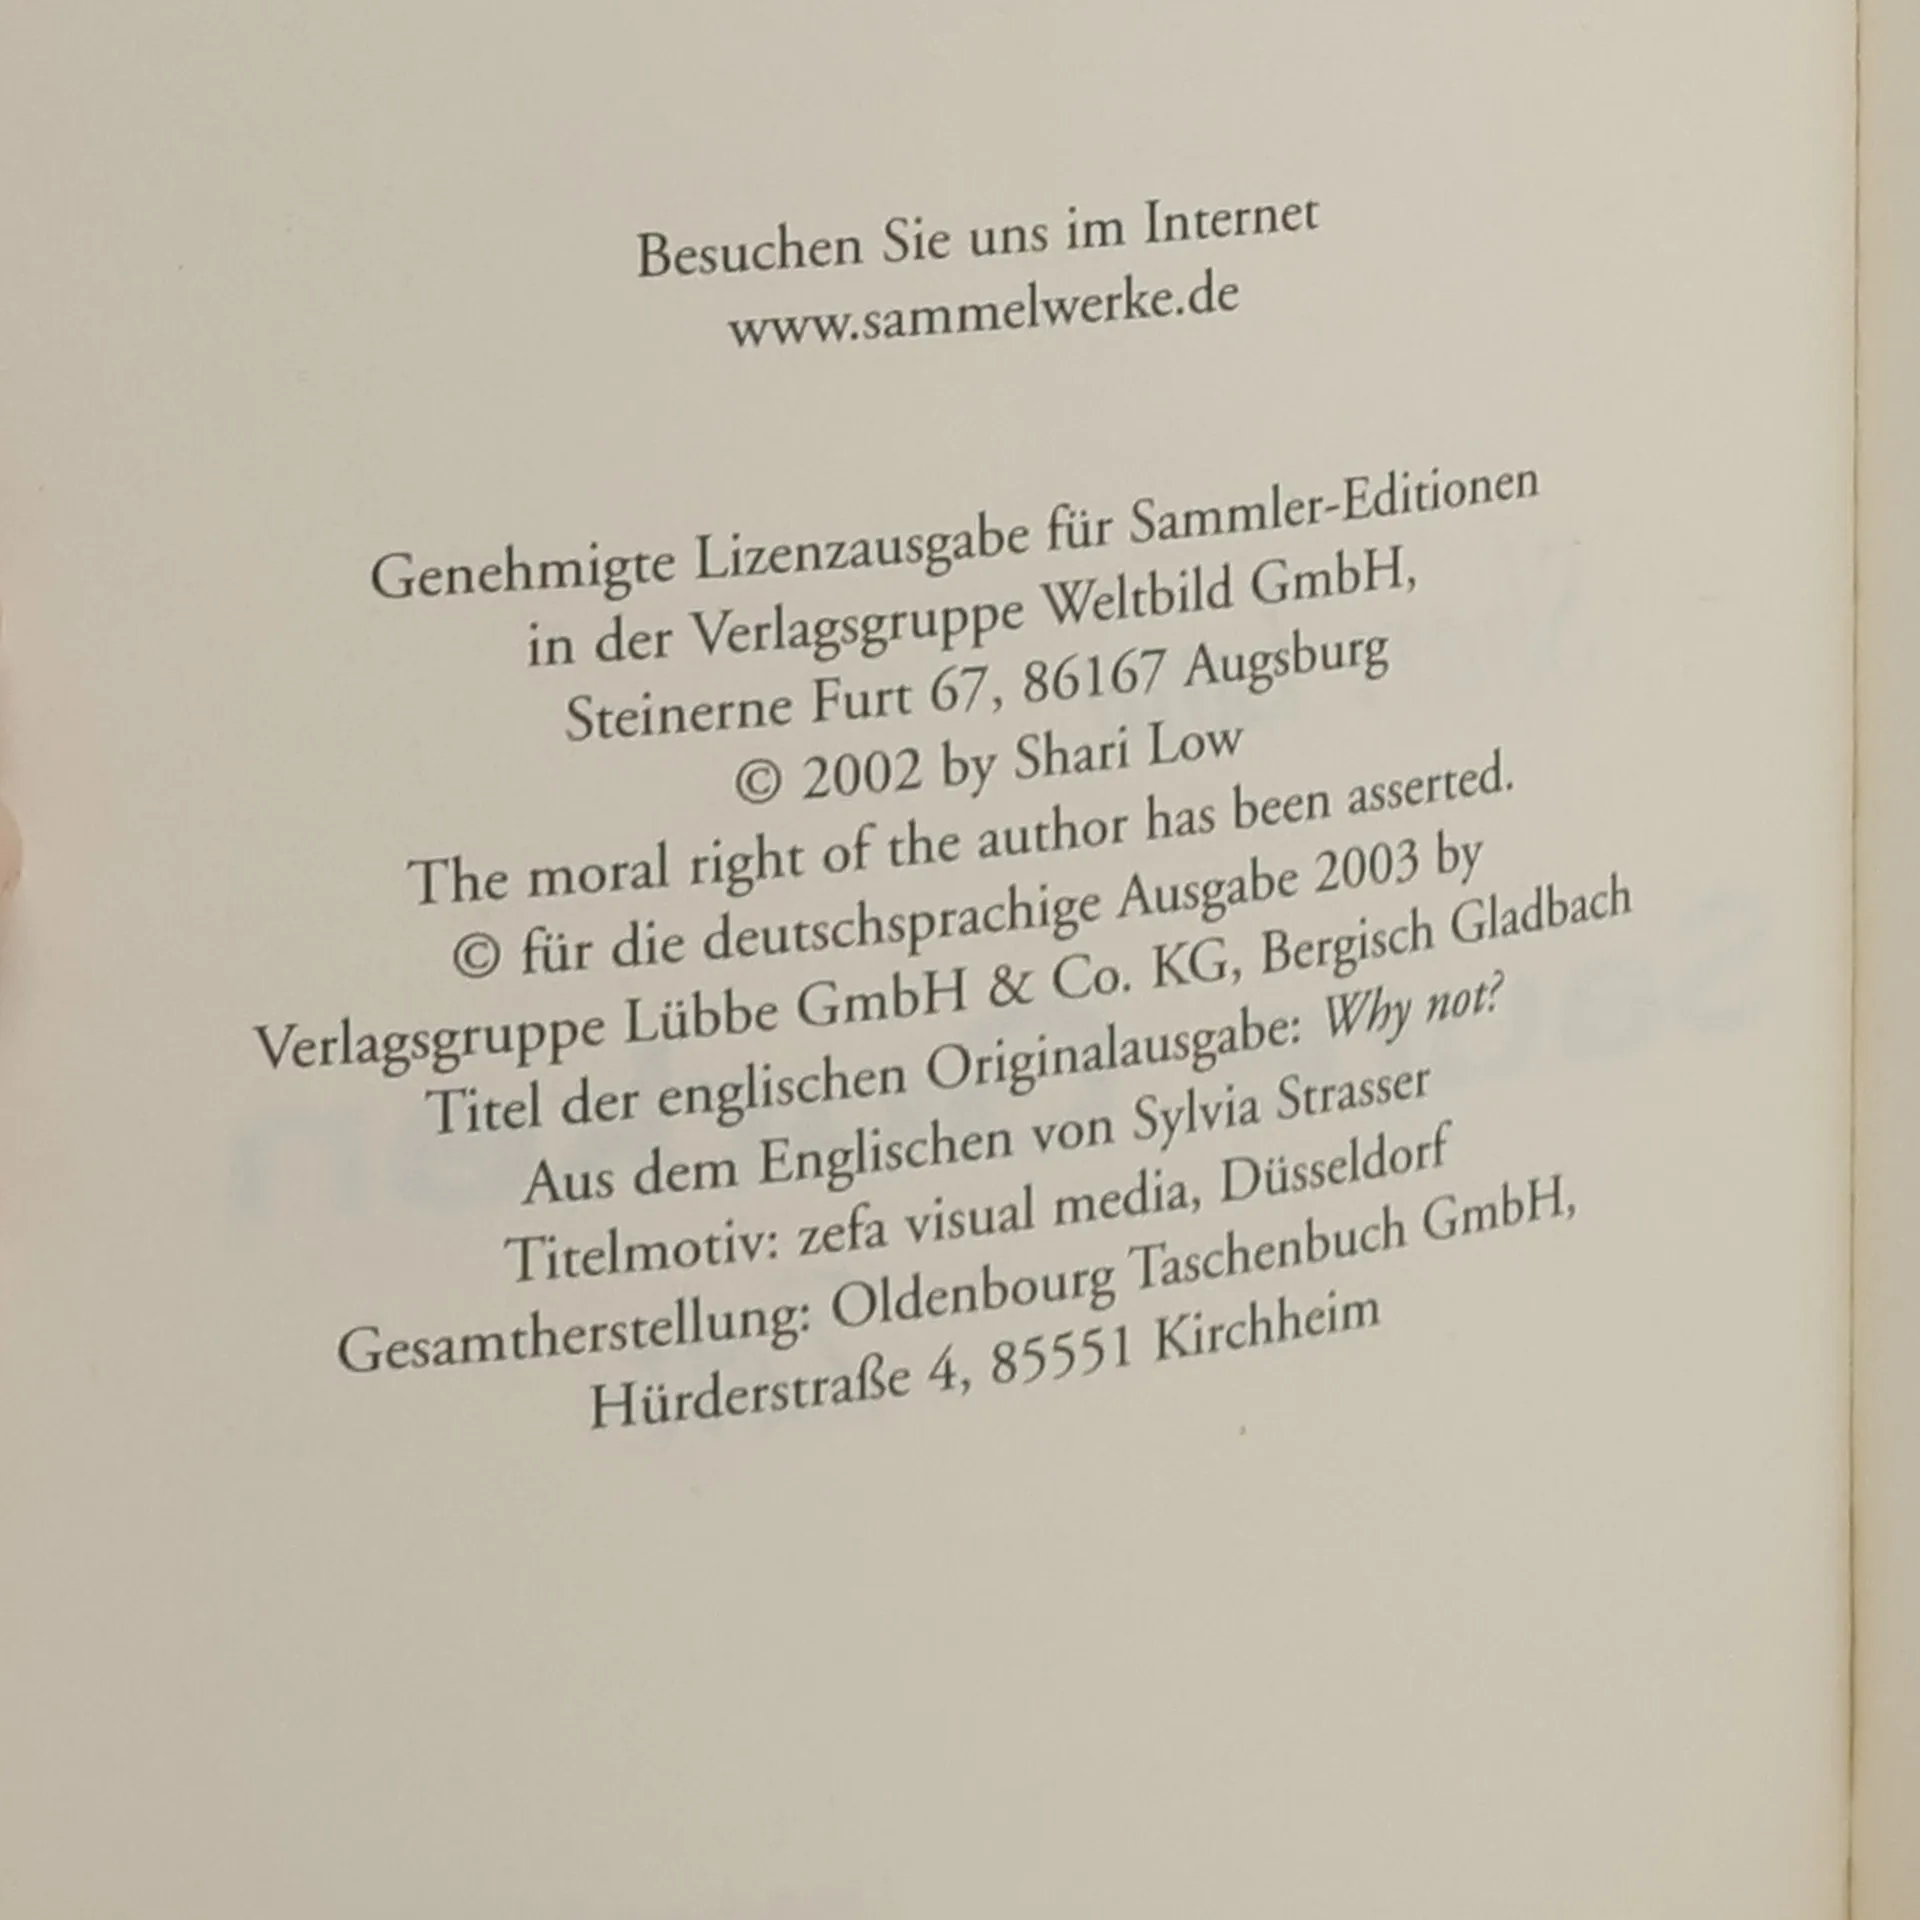 Besuchen Sie uns im Internet
www.sammelwerke.de
Genehmigte Lizenzausgabe für Sammler-Editionen
in der Verlagsgruppe Weltbild GmbH,
Steinerne Furt 67, 86167 Augsburg
© 2002 by Shari Low
The moral right of the author has been asserted.
© für die deutschsprachige Ausgabe 2003 by
Verlagsgruppe Lübbe GmbH & Co. KG, Bergisch Gladbach
Titel der englischen Originalausgabe: Why not?
Aus dem Englischen von Sylvia Strasser
Titelmotiv: zefa visual media, Düsseldorf
Gesamtherstellung: Oldenbourg Taschenbuch GmbH,
Hürderstraße 4, 85551 Kirchheim